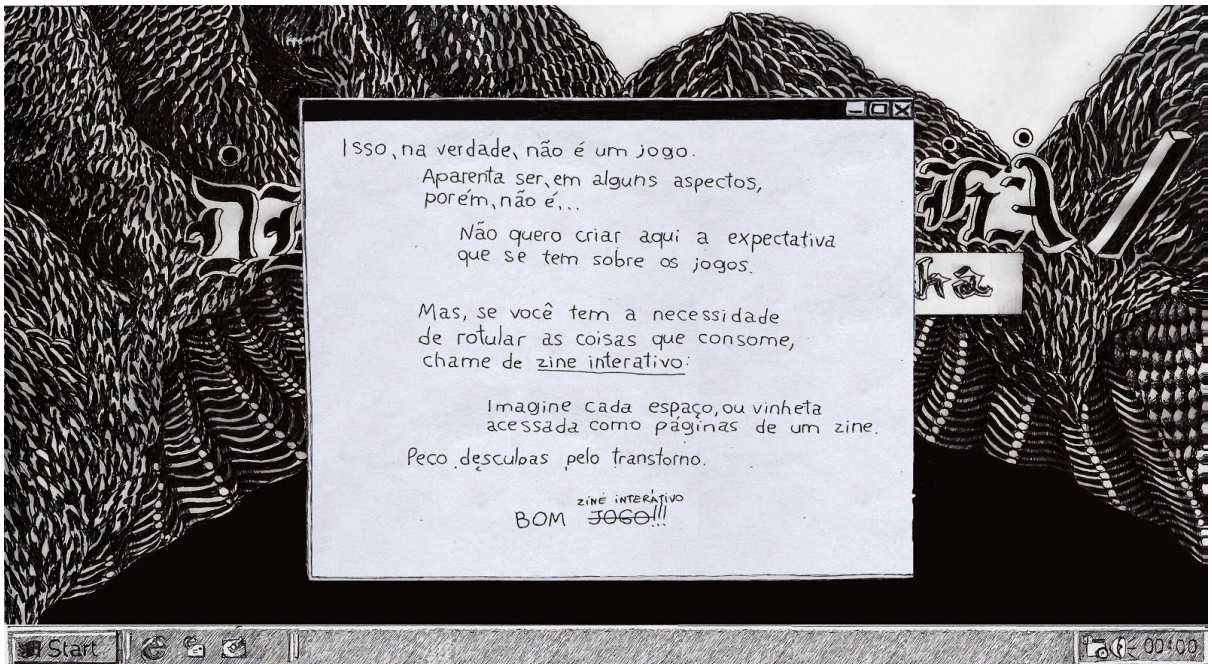 Isso, na verdade, não é um jogo.
Aparenta ser, em alguns aspectos,
porém, não é...
Não quero criar aqui a expectativa
que se tem sobre os jogos.
Mas, se você tem a necessidade
de rotular as coisas que consome,
chame de zine interativo:
Imagine cada espaço, ou vinheta
acessada como páginas de um zine.
Peço desculpas pelo transtorno.
ZINE INTERATIVO
BOM JOGO!!!
Start
00:00